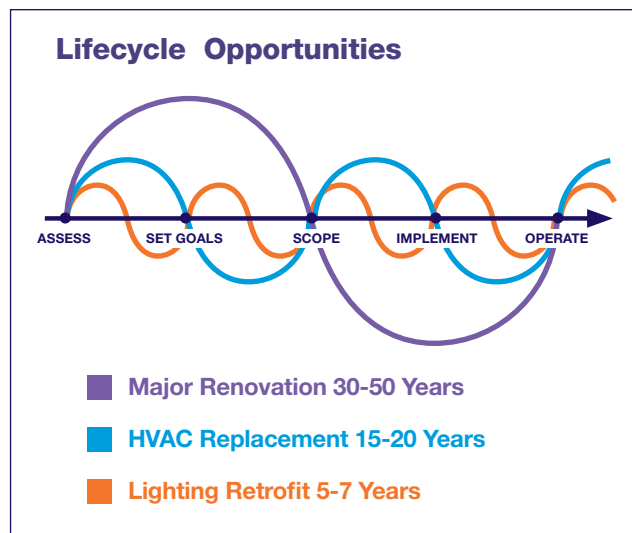 Lifecycle Opportunities
ASSESS SET GOALS SCOPE IMPLEMENT OPERATE
Major Renovation 30-50 Years
HVAC Replacement 15-20 Years
Lighting Retrofit 5-7 Years